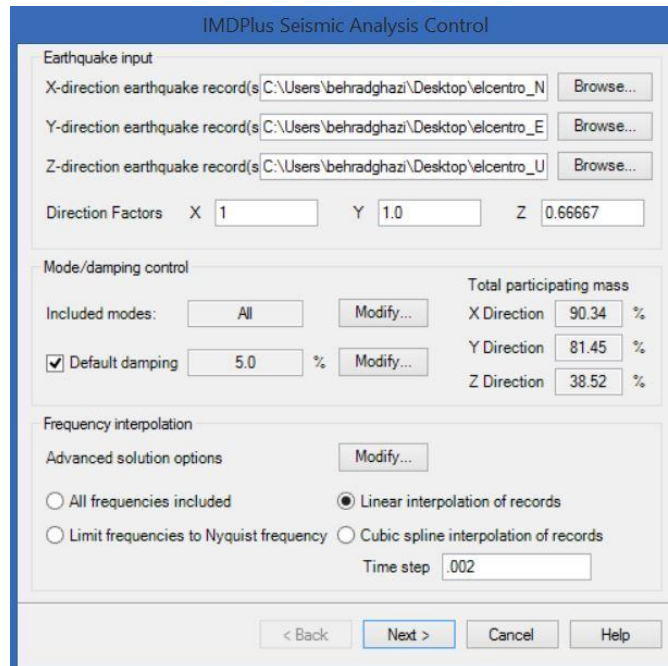 IMDPlus Seismic Analysis Control
Earthquake input
X-direction earthquake record(s C:\Users\behradghazi\Desktop\elcentro_N Browse...
Y-direction earthquake record(s C:\Users\behradghazi\Desktop\elcentro_E Browse...
Z-direction earthquake record(s C:\Users\behradghazi\Desktop\elcentro_U Browse...
Direction Factors X 1 Y 1.0 Z 0.66667
Mode/damping control
Total participating mass
Included modes: All Modify... X Direction 90.34 %
Default damping 5.0 % Modify... Y Direction 81.45 %
Z Direction 38.52 %
Frequency interpolation
Advanced solution options Modify...
All frequencies included Linear interpolation of records
Limit frequencies to Nyquist frequency Cubic spline interpolation of records
Time step .002
< Back Next > Cancel Help